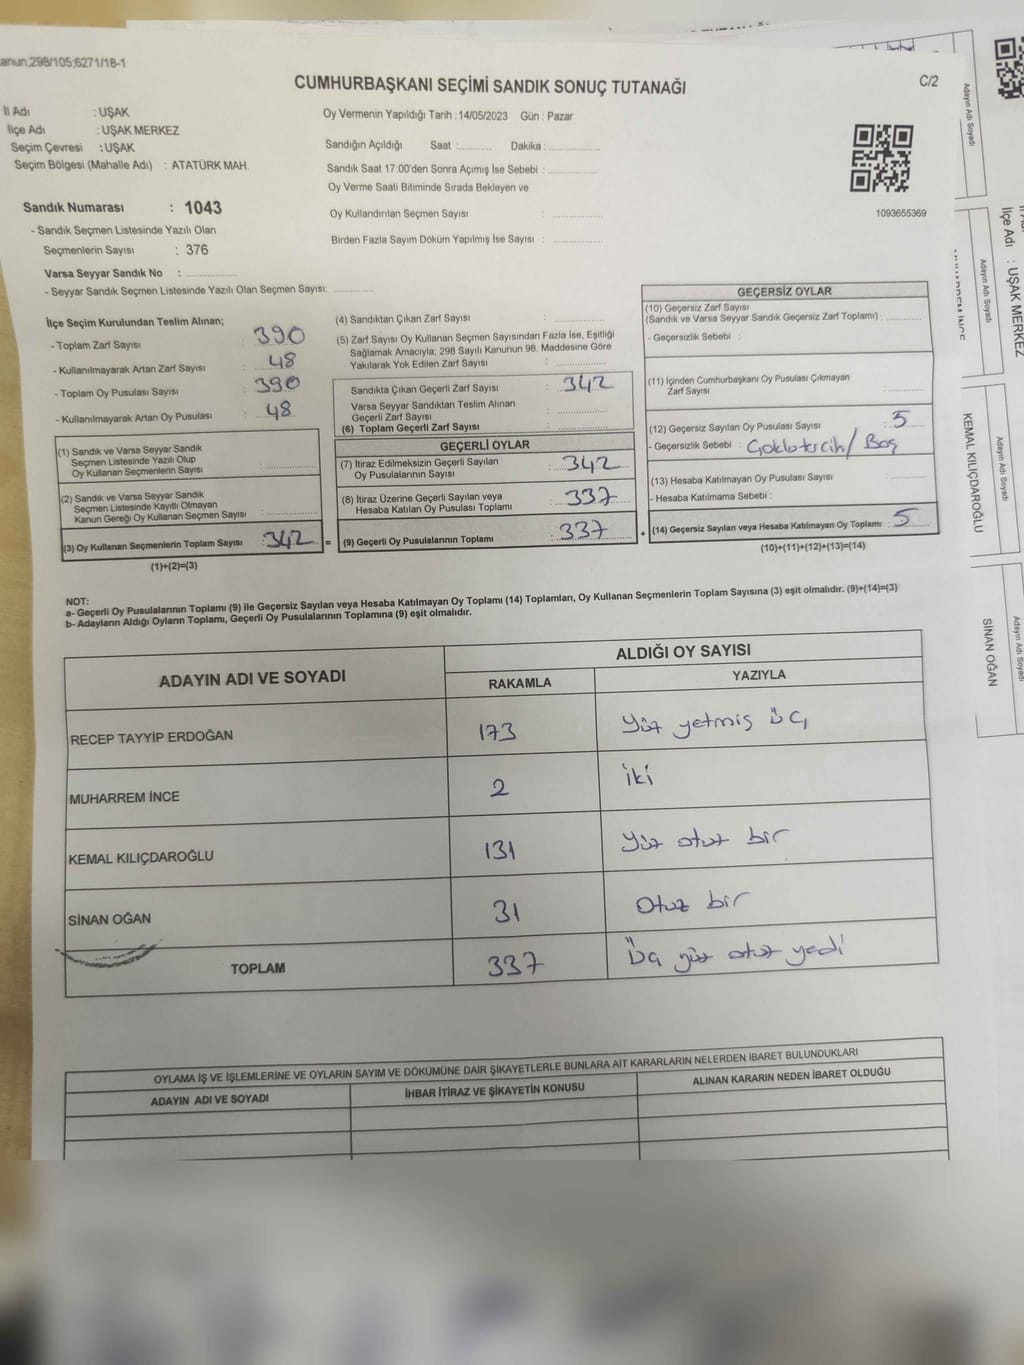 anun;298/105;6271/18-1
CUMHURBAŞKANI SEÇİMİ SANDIK SONUÇ TUTANAĞI
C/2
İl Adı : UŞAK
İlçe Adı : UŞAK MERKEZ
Seçim Çevresi : UŞAK
Seçim Bölgesi (Mahalle Adı) : ATATÜRK MAH.
Sandık Numarası : 1043
- Sandık Seçmen Listesinde Yazılı Olan
Seçmenlerin Sayısı : 376
Varsa Seyyar Sandık No :
- Seyyar Sandık Seçmen Listesinde Yazılı Olan Seçmen Sayısı:
Oy Vermenin Yapıldığı Tarih : 14/05/2023 Gün : Pazar
Sandığın Açıldığı Saat : Dakika :
Sandık Saat 17:00'den Sonra Açımış İse Sebebi :
Oy Verme Saati Bitiminde Sırada Bekleyen ve
Oy Kullandırılan Seçmen Sayısı :
Birden Fazla Sayım Döküm Yapılmış İse Sayısı :
1093655369
İlçe Seçim Kurulundan Teslim Alınan;
- Toplam Zarf Sayısı : 390
- Kullanılmayarak Artan Zarf Sayısı : 48
- Toplam Oy Pusulası Sayısı : 390
- Kullanılmayarak Artan Oy Pusulası : 48
(1) Sandık ve Varsa Seyyar Sandık
Seçmen Listesinde Yazılı Olup
Oy Kullanan Seçmenlerin Sayısı :
(2) Sandık ve Varsa Seyyar Sandık
Seçmen Listesinde Kayıtlı Olmayan
Kanun Gereği Oy Kullanan Seçmen Sayısı :
(3) Oy Kullanan Seçmenlerin Toplam Sayısı : 342 =
(1)+(2)=(3)
(4) Sandıktan Çıkan Zarf Sayısı :
(5) Zarf Sayısı Oy Kullanan Seçmen Sayısından Fazla İse, Eşitliği
Sağlamak Amacıyla, 298 Sayılı Kanunun 98. Maddesine Göre
Yakılarak Yok Edilen Zarf Sayısı :
Sandıkta Çıkan Geçerli Zarf Sayısı : 342
Varsa Seyyar Sandıktan Teslim Alınan
Geçerli Zarf Sayısı :
(6) Toplam Geçerli Zarf Sayısı :
GEÇERLİ OYLAR
(7) İtiraz Edilmeksizin Geçerli Sayılan
Oy Pusulalarının Sayısı : 342
(8) İtiraz Üzerine Geçerli Sayılan veya
Hesaba Katılan Oy Pusulası Toplamı : 337
(9) Geçerli Oy Pusulalarının Toplamı : 337 +
GEÇERSİZ OYLAR
(10) Geçersiz Zarf Sayısı
(Sandık ve Varsa Seyyar Sandık Geçersiz Zarf Toplamı) :
- Geçersizlik Sebebi :
(11) İçinden Cumhurbaşkanı Oy Pusulası Çıkmayan
Zarf Sayısı :
(12) Geçersiz Sayılan Oy Pusulası Sayısı : 5
- Geçersizlik Sebebi : Çoklu tercih / Boş
(13) Hesaba Katılmayan Oy Pusulası Sayısı :
- Hesaba Katılmama Sebebi :
(14) Geçersiz Sayılan veya Hesaba Katılmayan Oy Toplamı : 5
(10)+(11)+(12)+(13)=(14)
NOT:
a- Geçerli Oy Pusulalarının Toplamı (9) ile Geçersiz Sayılan veya Hesaba Katılmayan Oy Toplamı (14) Toplamları, Oy Kullanan Seçmenlerin Toplam Sayısına (3) eşit olmalıdır. (9)+(14)=(3)
b- Adayların Aldığı Oyların Toplamı, Geçerli Oy Pusulalarının Toplamına (9) eşit olmalıdır.
ADAYIN ADI VE SOYADI
ALDIĞI OY SAYISI
RAKAMLA YAZIYLA
RECEP TAYYİP ERDOĞAN 173 Yüz yetmiş üç
MUHARREM İNCE 2 iki
KEMAL KILIÇDAROĞLU 131 Yüz otuz bir
SİNAN OĞAN 31 Otuz bir
TOPLAM 337 Üç yüz otuz yedi
OYLAMA İŞ VE İŞLEMLERİNE VE OYLARIN SAYIM VE DÖKÜMÜNE DAİR ŞİKAYETLERLE BUNLARA AİT KARARLARIN NELERDEN İBARET BULUNDUKLARI
ADAYIN ADI VE SOYADI İHBAR İTİRAZ VE ŞİKAYETİN KONUSU ALINAN KARARIN NEDEN İBARET OLDUĞU
Adayın Adı Soyadı
İlçe Adı : UŞAK MERKEZ
Adayın Adı Soyadı
KEMAL KILIÇDAROĞLU
Adayın Adı Soyadı
SİNAN OĞAN
Adayın Adı Soyadı